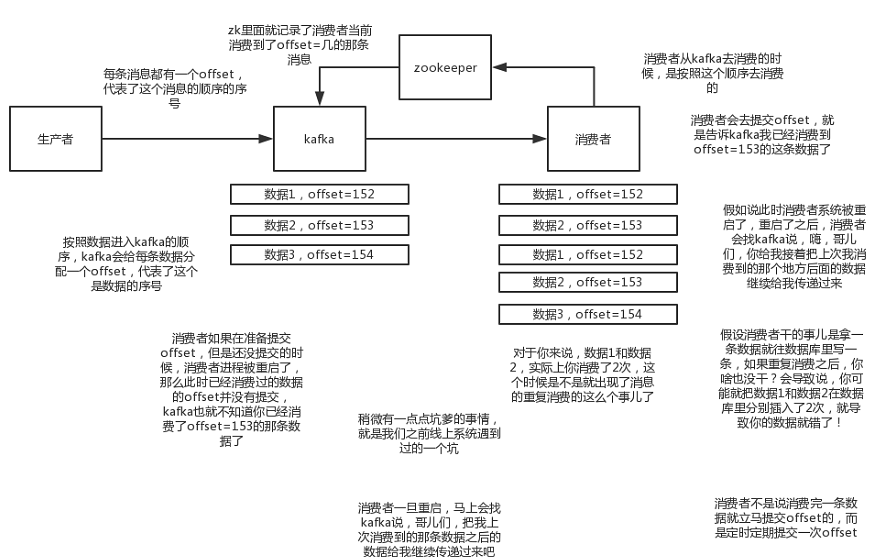 zk里面就记录了消费者当前
消费到了offset=几的那条
消息
zookeeper
消费者从kafka去消费的时
候，是按照这个顺序去消费
的
每条消息都有一个offset，
代表了这个消息的顺序的序
号
生产者
kafka
消费者
消费者会去提交offset，就
是告诉kafka我已经消费到
offset=153的这条数据了
数据1，offset=152
数据2，offset=153
数据3，offset=154
数据1，offset=152
数据2，offset=153
数据1，offset=152
数据2，offset=153
数据3，offset=154
按照数据进入kafka的顺
序，kafka会给每条数据分
配一个offset，代表了这个
是数据的序号
假如说此时消费者系统被重
启了，重启了之后，消费者
会找kafka说，嗨，哥儿
们，你给我接着把上次我消
费到的那个地方后面的数据
继续给我传递过来
消费者如果在准备提交
offset，但是还没提交的时
候，消费者进程被重启了，
那么此时已经消费过的数据
的offset并没有提交，
kafka也就不知道你已经消
费了offset=153的那条数
据了
对于你来说，数据1和数据
2，实际上你消费了2次，这
个时候是不是就出现了消息
的重复消费的这么个事儿了
假设消费者干的事儿是拿一
条数据就往数据库里写一
条，如果重复消费之后，你
啥也没干？会导致说，你可
能就把数据1和数据2在数据
库里分别插入了2次，就导
致你的数据就错了！
稍微有一点点坑爹的事情，
就是我们之前线上系统遇到
过的一个坑
消费者一旦重启，马上会找
kafka说，哥儿们，把我上
次消费到的那条数据之后的
数据给我继续传递过来吧
消费者不是说消费完一条数
据就立马提交offset的，而
是定时定期提交一次offset